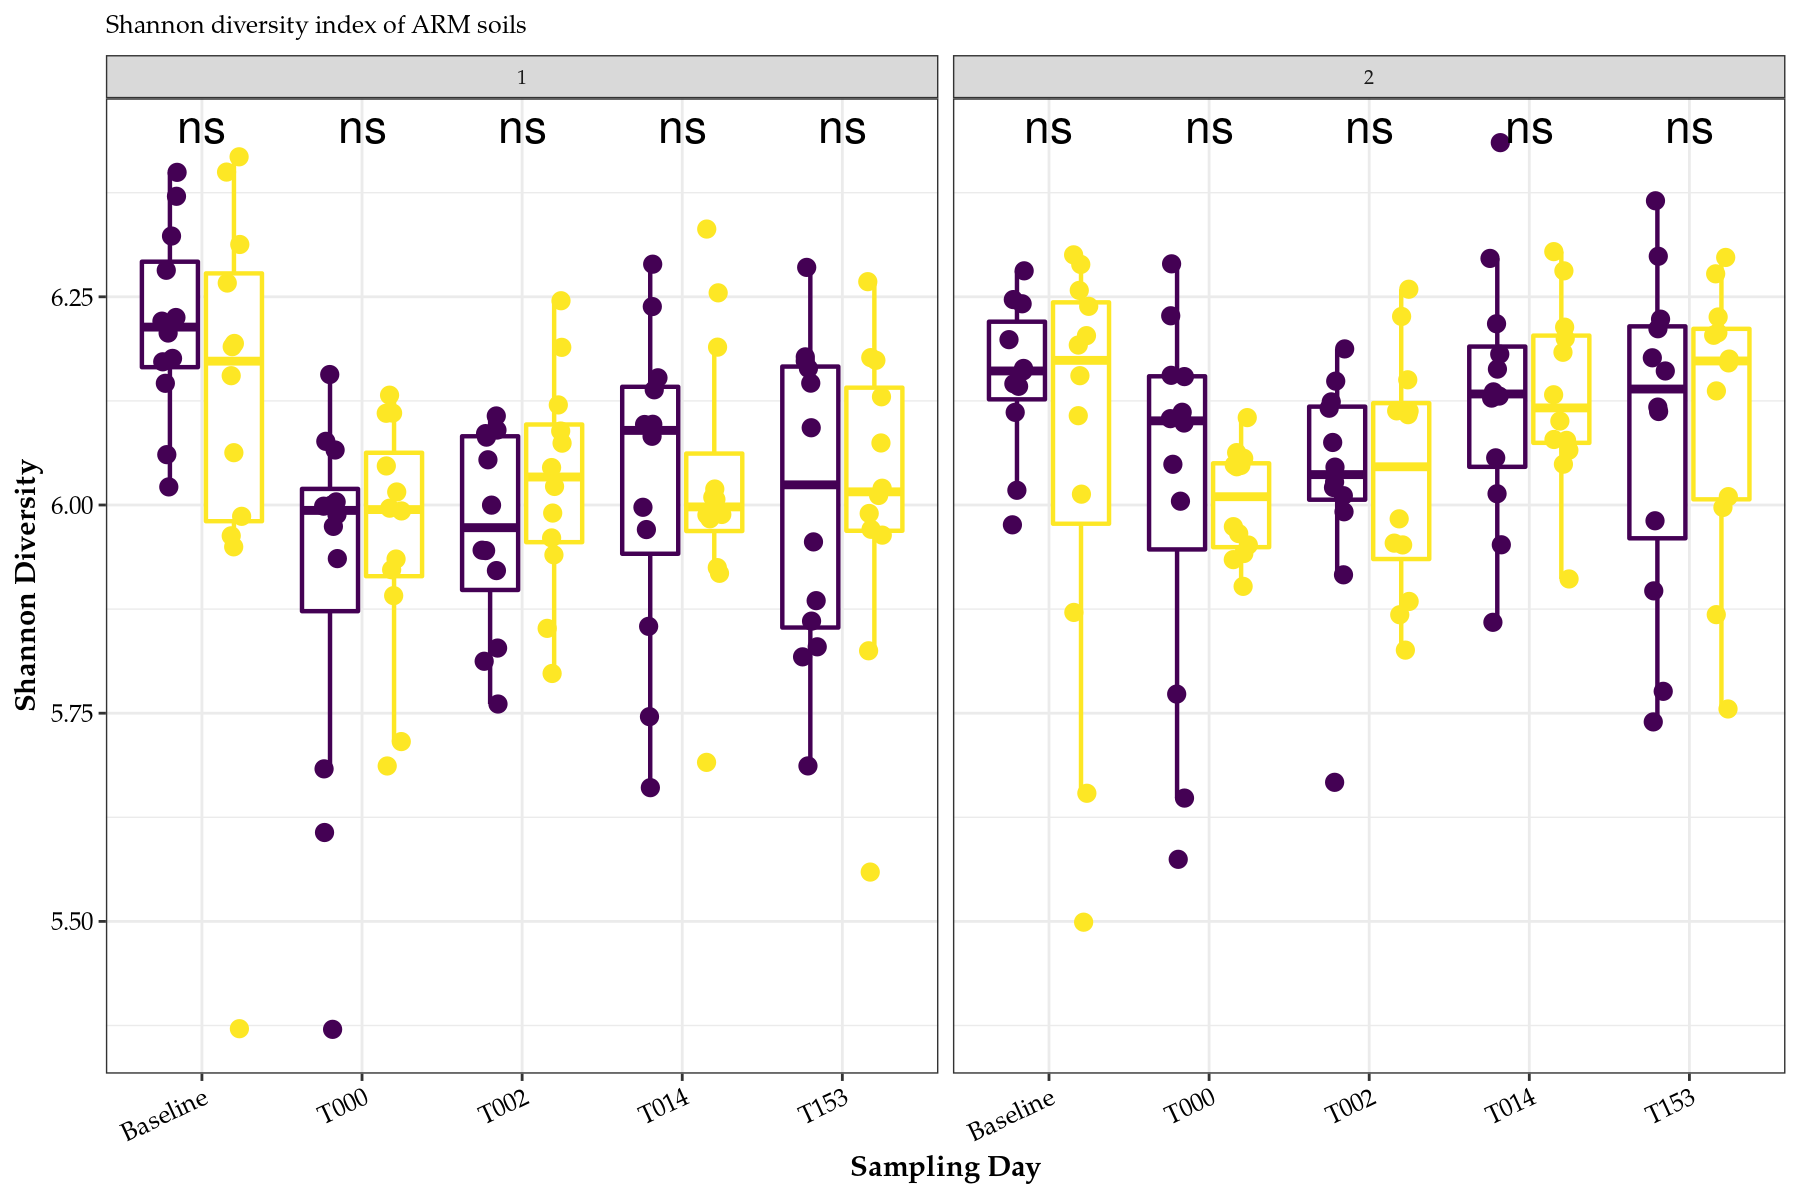 Shannon diversity index of ARM soils
1
2
ns ns ns ns ns
ns ns ns ns ns
Shannon Diversity
6.25
6.00
5.75
5.50
Baseline T000 T002 T014 T153
Baseline T000 T002 T014 T153
Sampling Day